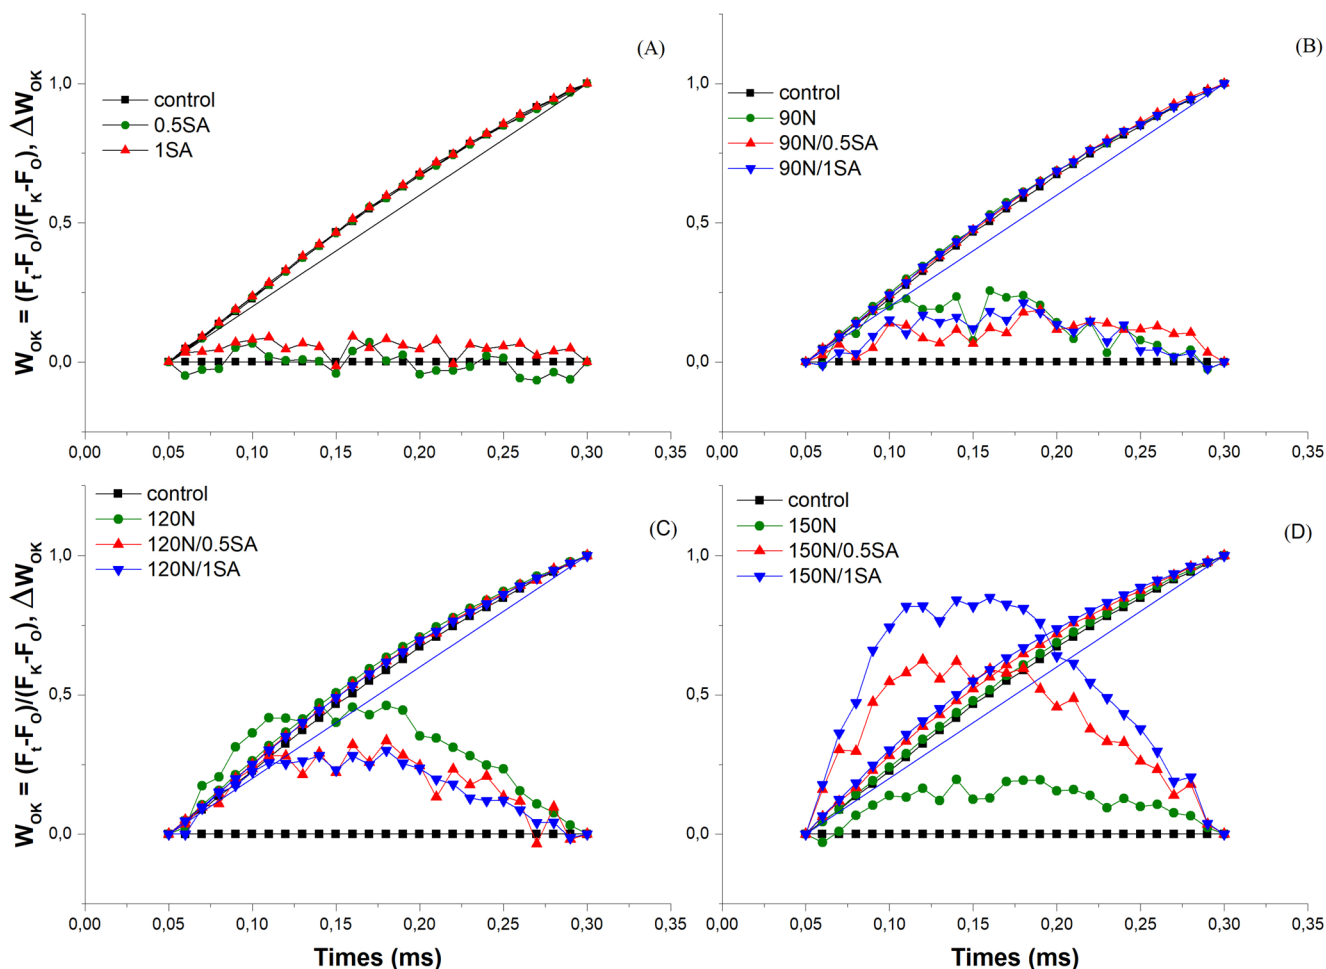 (A)
control
0.5SA
1SA
W_OK = (F_t-F_O)/(F_K-F_O), ΔW_OK
1,0
0,5
0,0
0,00 0,05 0,10 0,15 0,20 0,25 0,30 0,35
(B)
control
90N
90N/0.5SA
90N/1SA
1,0
0,5
0,0
0,00 0,05 0,10 0,15 0,20 0,25 0,30 0,35
(C)
control
120N
120N/0.5SA
120N/1SA
W_OK = (F_t-F_O)/(F_K-F_O), ΔW_OK
1,0
0,5
0,0
0,00 0,05 0,10 0,15 0,20 0,25 0,30 0,35
Times (ms)
(D)
control
150N
150N/0.5SA
150N/1SA
1,0
0,5
0,0
0,00 0,05 0,10 0,15 0,20 0,25 0,30 0,35
Times (ms)